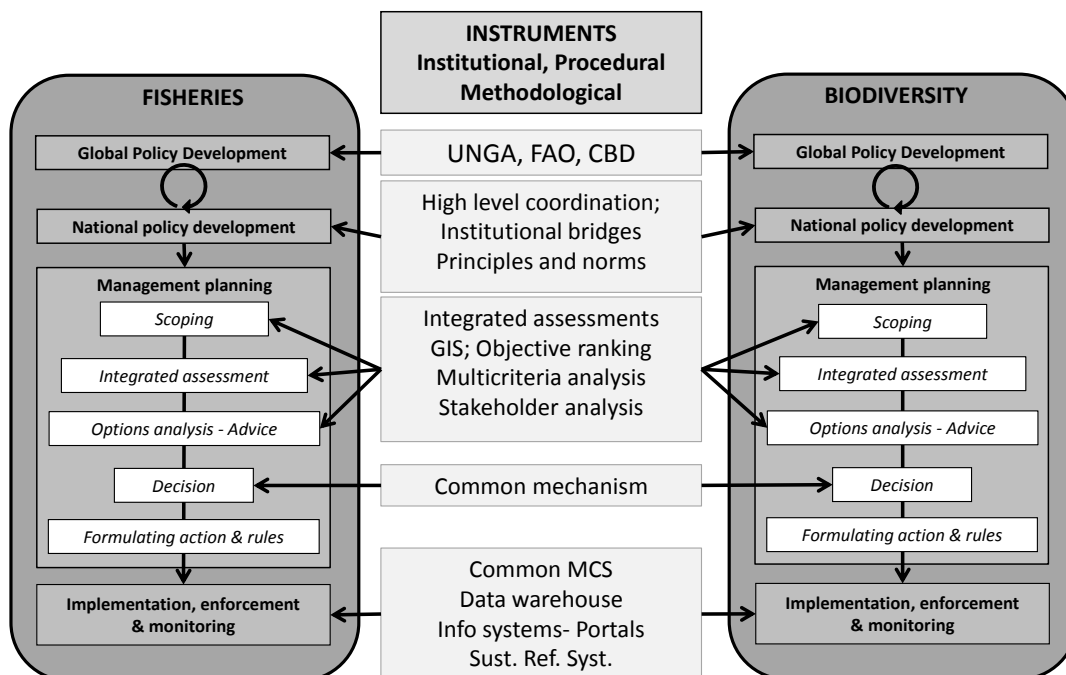 INSTRUMENTS
Institutional, Procedural
Methodological
FISHERIES
Global Policy Development
National policy development
Management planning
Scoping
Integrated assessment
Options analysis - Advice
Decision
Formulating action & rules
Implementation, enforcement
& monitoring
UNGA, FAO, CBD
High level coordination;
Institutional bridges
Principles and norms
Integrated assessments
GIS; Objective ranking
Multicriteria analysis
Stakeholder analysis
Common mechanism
Common MCS
Data warehouse
Info systems- Portals
Sust. Ref. Syst.
BIODIVERSITY
Global Policy Development
National policy development
Management planning
Scoping
Integrated assessment
Options analysis - Advice
Decision
Formulating action & rules
Implementation, enforcement
& monitoring